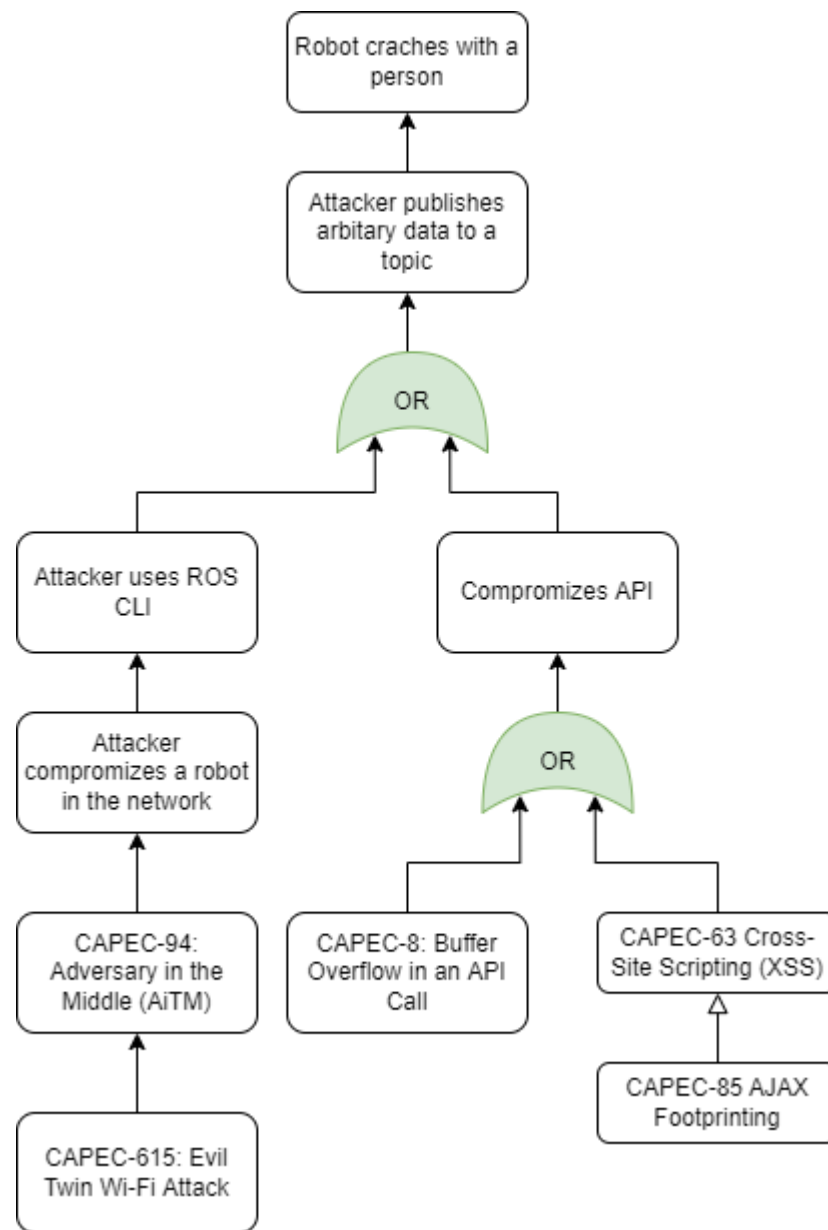 Robot craches with a
person
Attacker publishes
arbitary data to a
topic
OR
Attacker uses ROS
CLI
Compromizes API
Attacker
compromizes a robot
in the network
OR
CAPEC-94:
Adversary in the
Middle (AiTM)
CAPEC-8: Buffer
Overflow in an API
Call
CAPEC-63 Cross-
Site Scripting (XSS)
CAPEC-85 AJAX
Footprinting
CAPEC-615: Evil
Twin Wi-Fi Attack